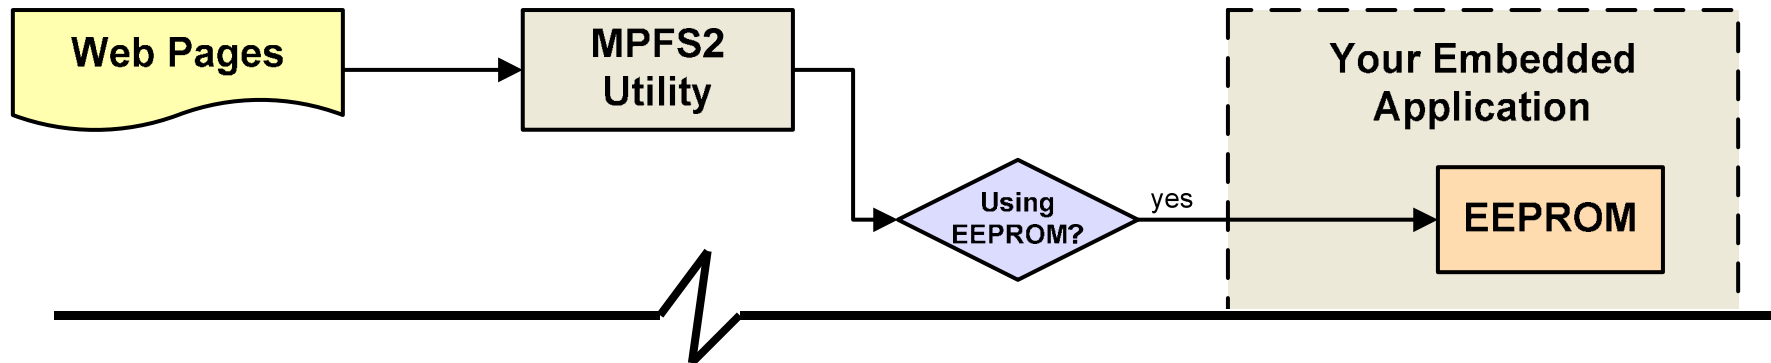 Web Pages
MPFS2
Utility
Your Embedded
Application
Using
EEPROM?
yes
EEPROM